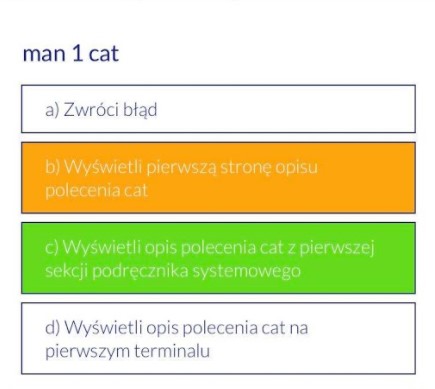 man 1 cat
a) Zwróci błąd
b) Wyświetli pierwszą stronę opisu
polecenia cat
c) Wyświetli opis polecenia cat z pierwszej
sekcji podręcznika systemowego
d) Wyświetli opis polecenia cat na
pierwszym terminalu